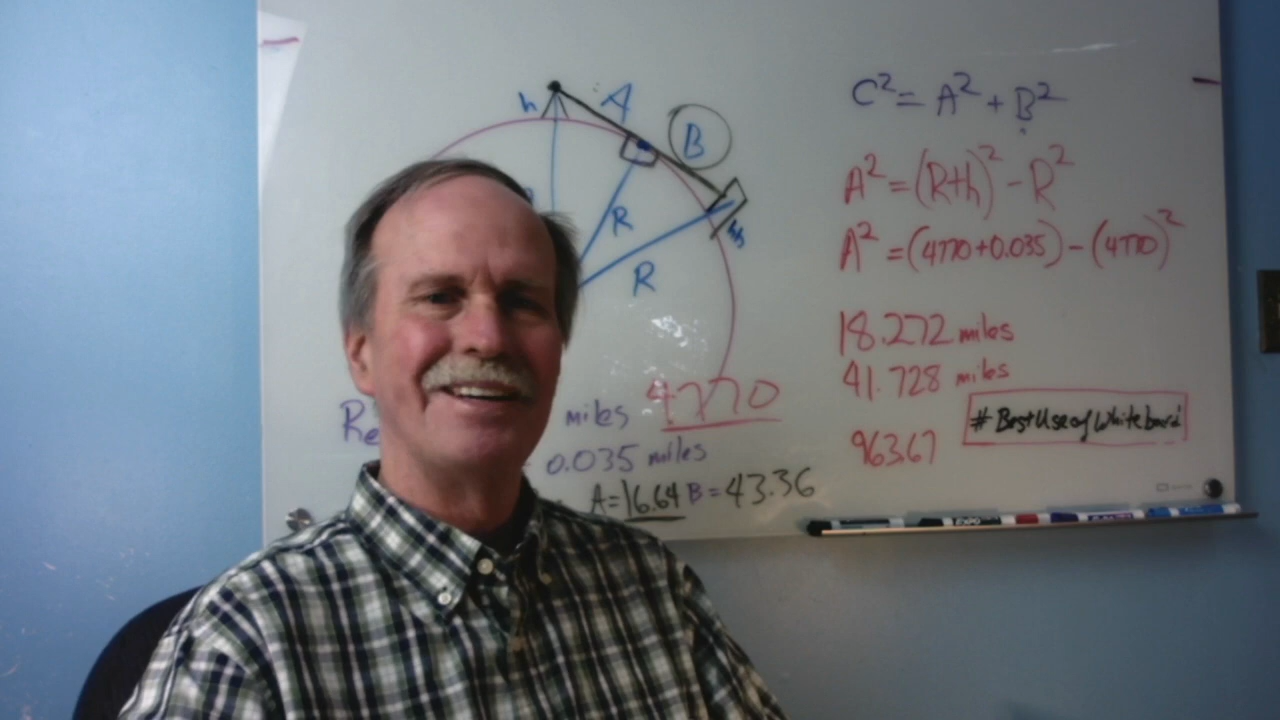 h A B
R
R h
C² = A² + B²
A² = (R+h)² - R²
A² = (4770+0.035) - (4770)²
18.272 miles
41.728 miles
96367
#BestUseofWhiteboard
Re miles 4770
0.035 miles
A=16.64 B=43.36
EXPO